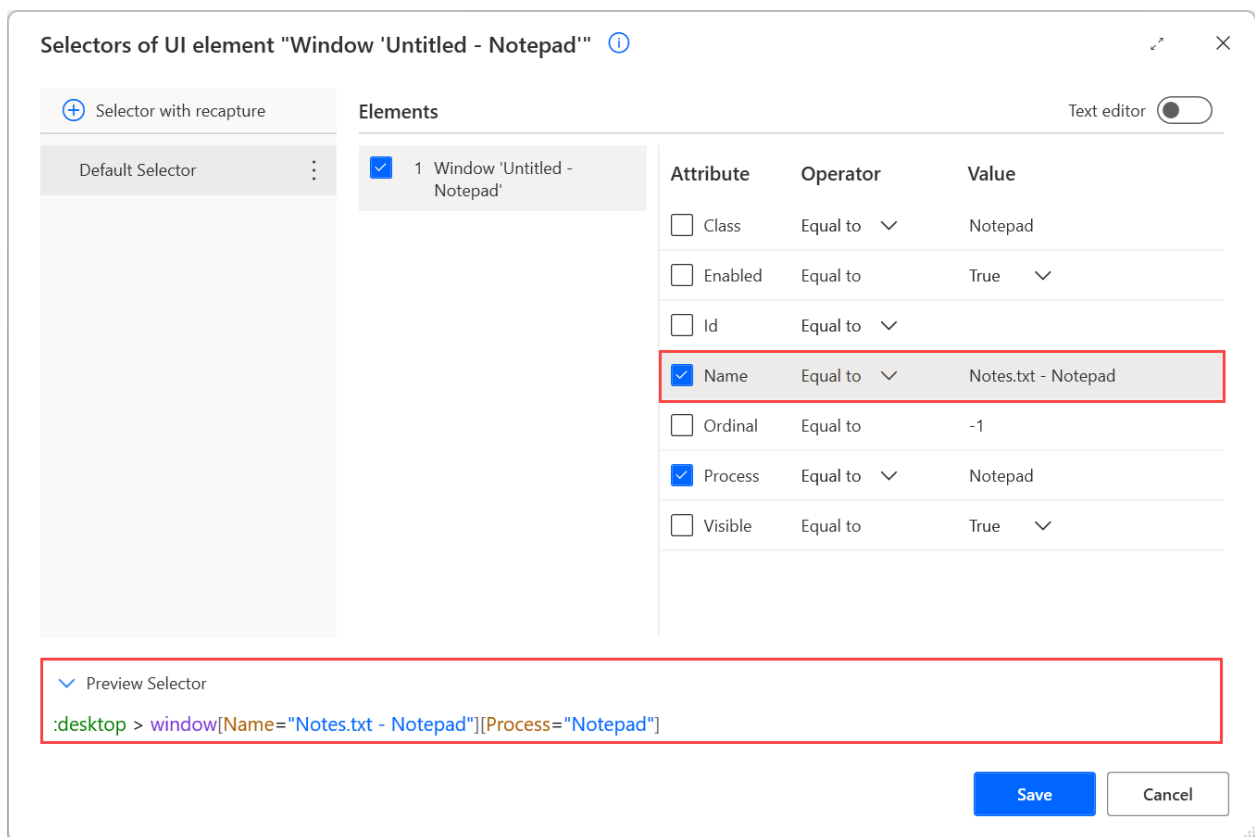 Selectors of UI element "Window 'Untitled - Notepad'"
Selector with recapture
Elements
Text editor
Default Selector
1 Window 'Untitled -
Notepad'
Attribute Operator Value
Class Equal to Notepad
Enabled Equal to True
Id Equal to
Name Equal to Notes.txt - Notepad
Ordinal Equal to -1
Process Equal to Notepad
Visible Equal to True
Preview Selector
:desktop > window[Name="Notes.txt - Notepad"][Process="Notepad"]
Save Cancel